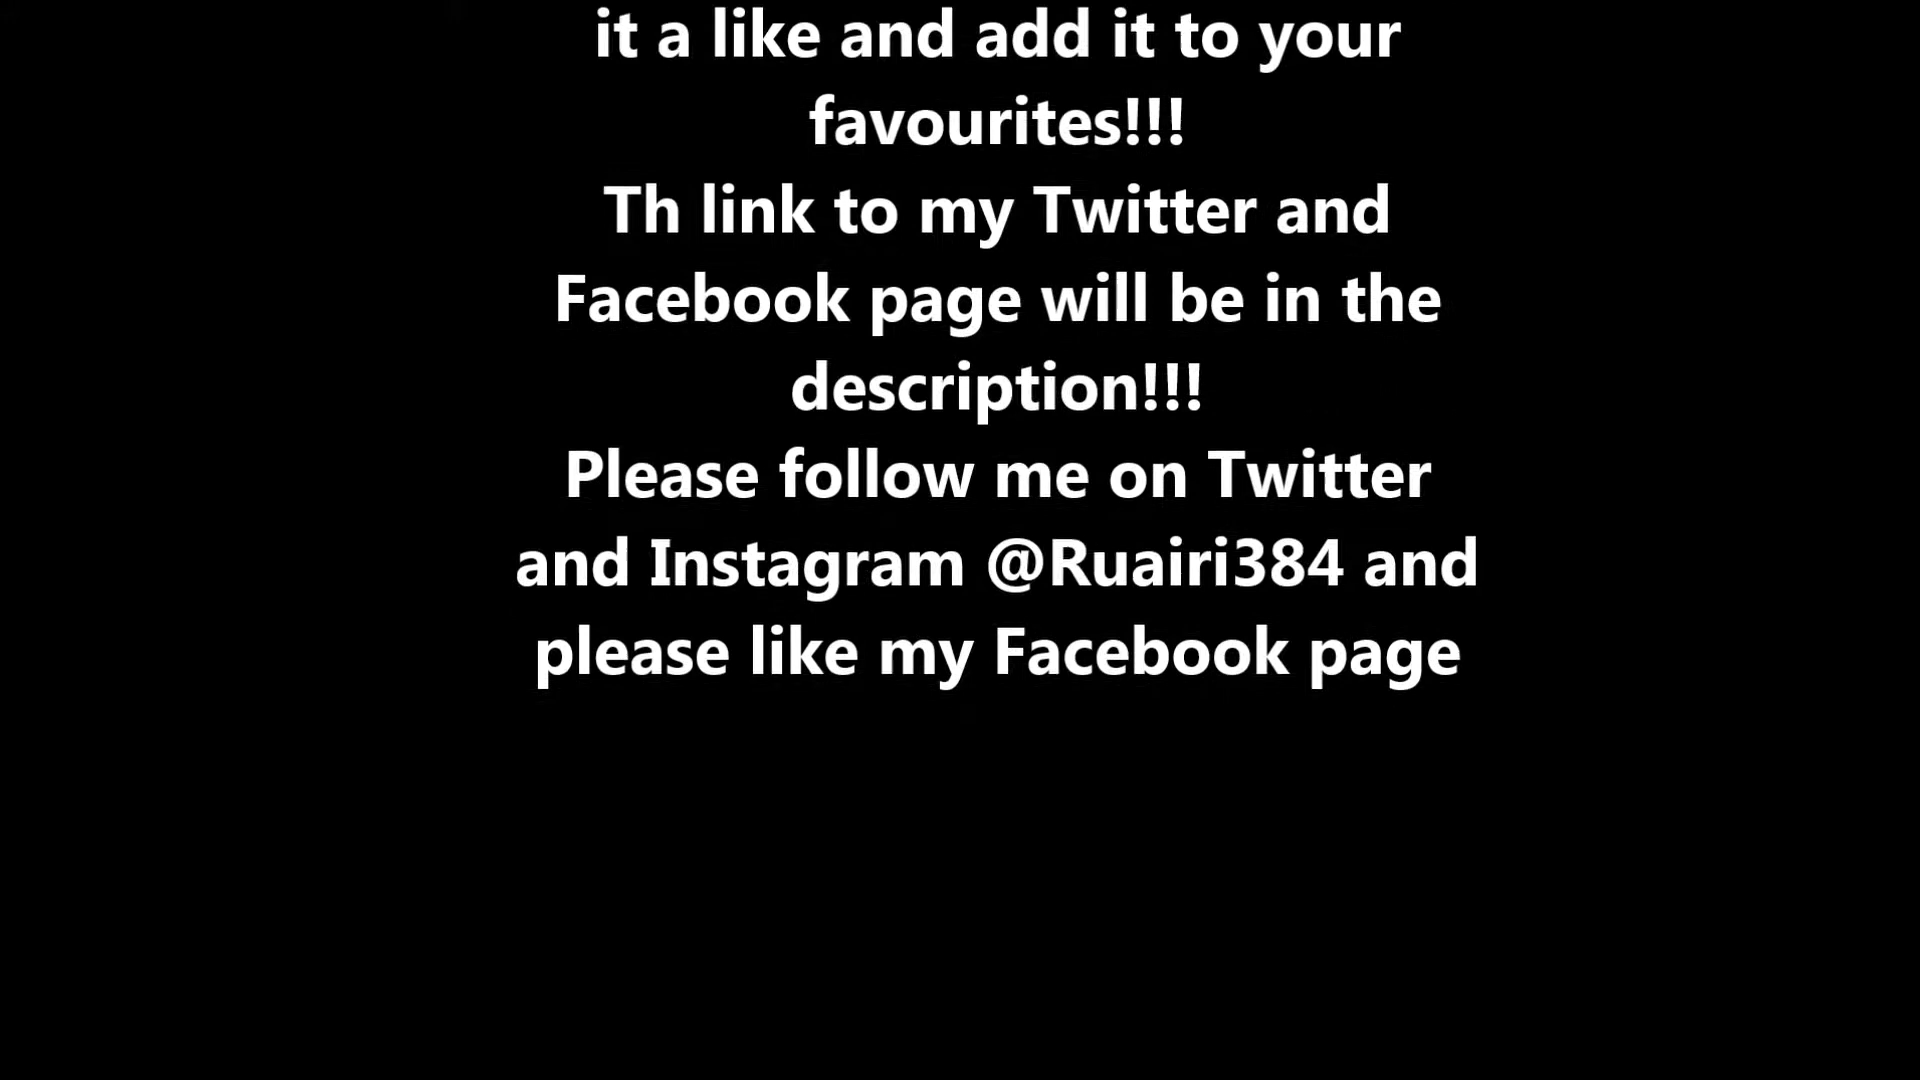 it a like and add it to your
favourites!!!
Th link to my Twitter and
Facebook page will be in the
description!!!
Please follow me on Twitter
and Instagram @Ruairi384 and
please like my Facebook page